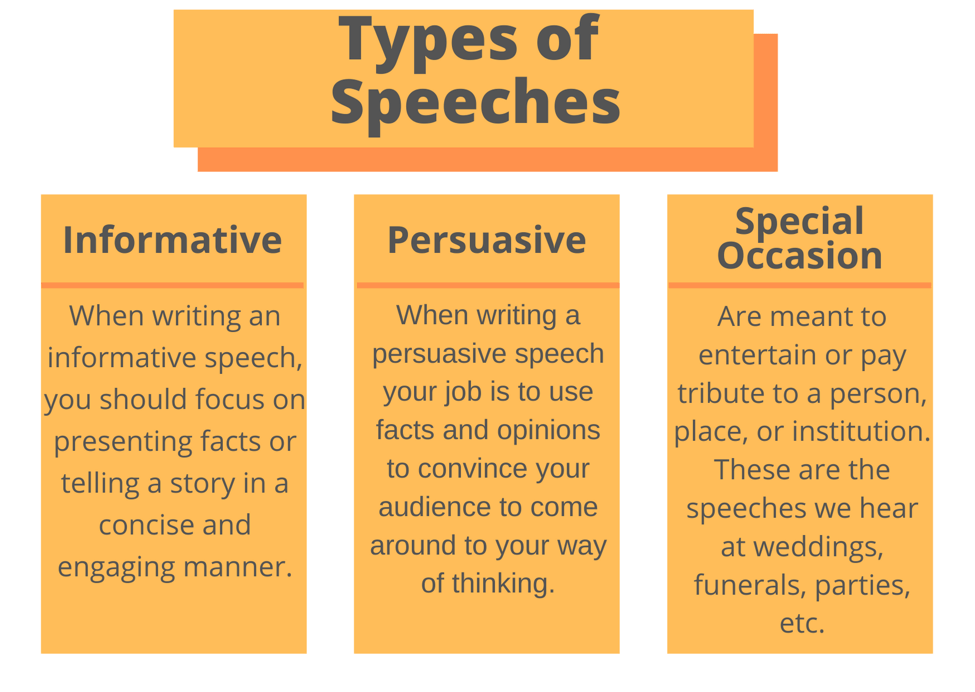 Types of
Speeches
Informative
When writing an
informative speech,
you should focus on
presenting facts or
telling a story in a
concise and
engaging manner.
Persuasive
When writing a
persuasive speech
your job is to use
facts and opinions
to convince your
audience to come
around to your way
of thinking.
Special
Occasion
Are meant to
entertain or pay
tribute to a person,
place, or institution.
These are the
speeches we hear
at weddings,
funerals, parties,
etc.